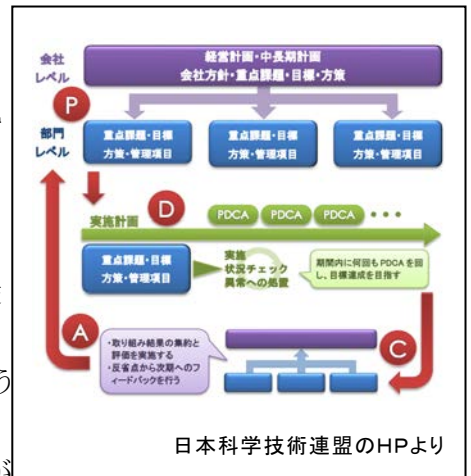 会社
レベル
経営計画・中長期計画
会社方針・重点課題・目標・方策
P
部門
レベル
重点課題・目標
方策・管理項目
重点課題・目標
方策・管理項目
重点課題・目標
方策・管理項目
実施計画
D
PDCA
PDCA
PDCA
・・・
重点課題・目標
方策・管理項目
実施
状況チェック
異常への処置
期間内に何回もPDCAを回
し、目標達成を目指す
A
・取り組み結果の集約と
評価を実施する
・反省点から次期へのフ
ィードバックを行う
C
う
日本科学技術連盟のHPより
が